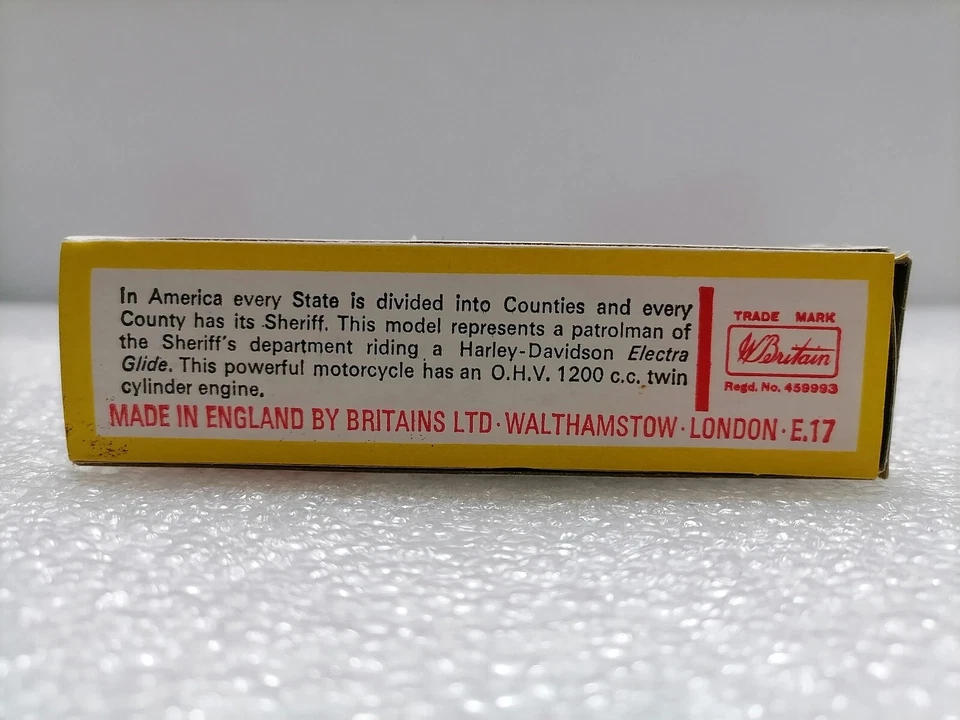 In America every State is divided into Counties and every
County has its Sheriff. This model represents a patrolman of
the Sheriff's department riding a Harley-Davidson Electra
Glide. This powerful motorcycle has an O.H.V. 1200 c.c. twin
cylinder engine.
TRADE MARK
WBritain
Regd. No. 459993
MADE IN ENGLAND BY BRITAINS LTD·WALTHAMSTOW·LONDON·E.17